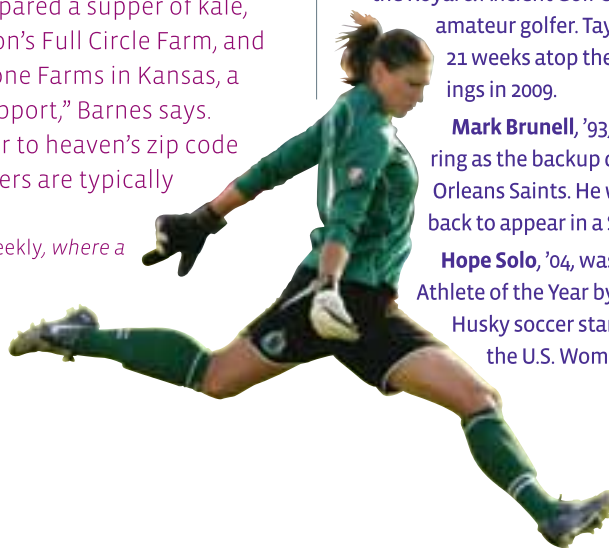 pared a supper of kale,
on's Full Circle Farm, and
one Farms in Kansas, a
pport," Barnes says.
r to heaven's zip code
ers are typically
eekly, where a
amateur golfer. Tay
21 weeks atop the
ings in 2009.
Mark Brunell, '93,
ring as the backup
Orleans Saints. He
back to appear in a
Hope Solo, '04, was
Athlete of the Year by
Husky soccer star
the U.S. Wom